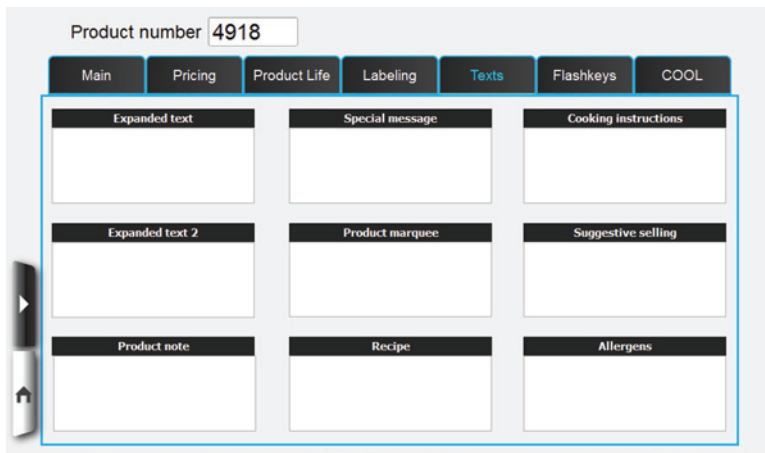 Product number 4918
Main Pricing Product Life Labeling Texts Flashkeys COOL
Expanded text Special message Cooking instructions
Expanded text 2 Product marquee Suggestive selling
Product note Recipe Allergens